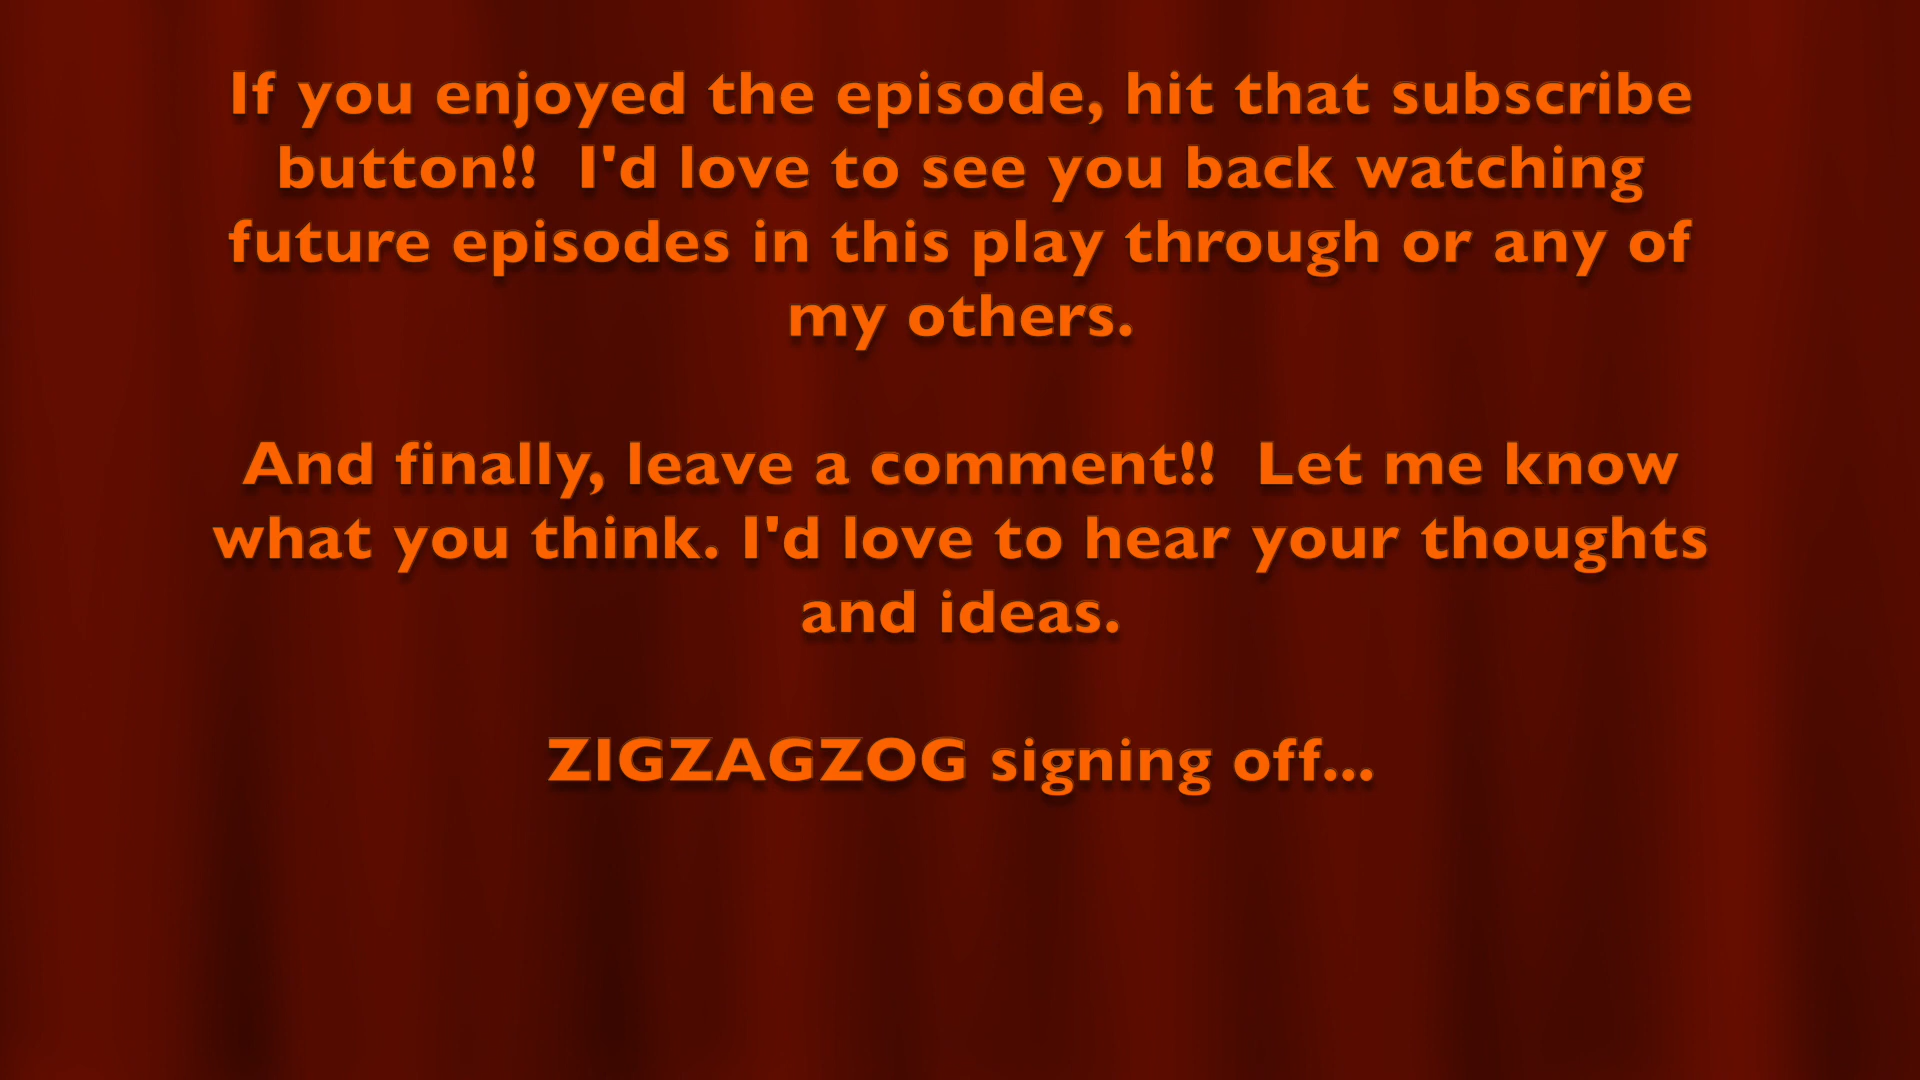 If you enjoyed the episode, hit that subscribe
button!!  I'd love to see you back watching
future episodes in this play through or any of
my others.
And finally, leave a comment!!  Let me know
what you think. I'd love to hear your thoughts
and ideas.
ZIGZAGZOG signing off...